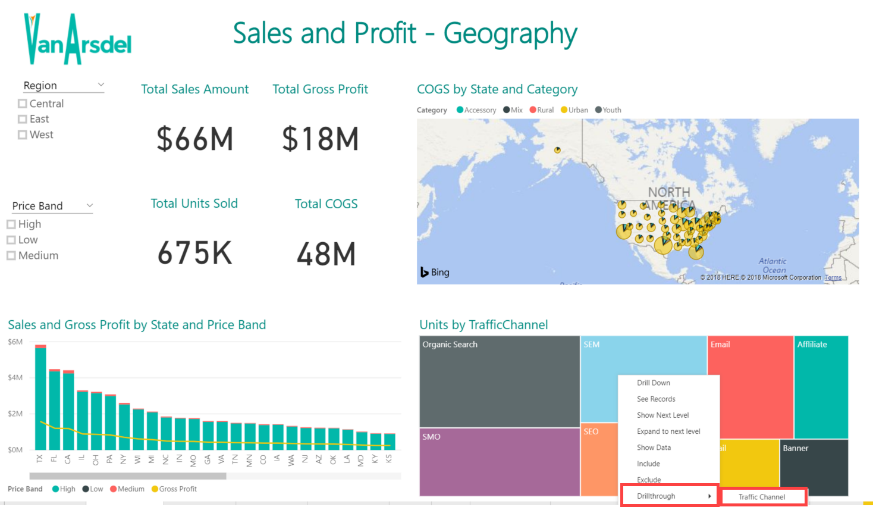 VanArsdel
Sales and Profit - Geography
Region
Central
East
West
Total Sales Amount
$66M
Total Gross Profit
$18M
Price Band
High
Low
Medium
Total Units Sold
675K
Total COGS
48M
COGS by State and Category
Category Accessory Mix Rural Urban Youth
NORTH
AMERICA
Atlantic
Ocean
Bing
© 2018 HERE © 2018 Microsoft Corporation Terms
Sales and Gross Profit by State and Price Band
$6M
$4M
$2M
$0M
TX FL CA IL OH PA NY WI MI NC IN MO GA VA TN MN CO IA WA NJ AZ OK LA MD KY KS
Price Band High Low Medium Gross Profit
Units by TrafficChannel
Organic Search
SEM
Email
Affiliate
SMO
SEO
ail
Banner
Drill Down
See Records
Show Next Level
Expand to next level
Show Data
Include
Exclude
Drillthrough
Traffic Channel